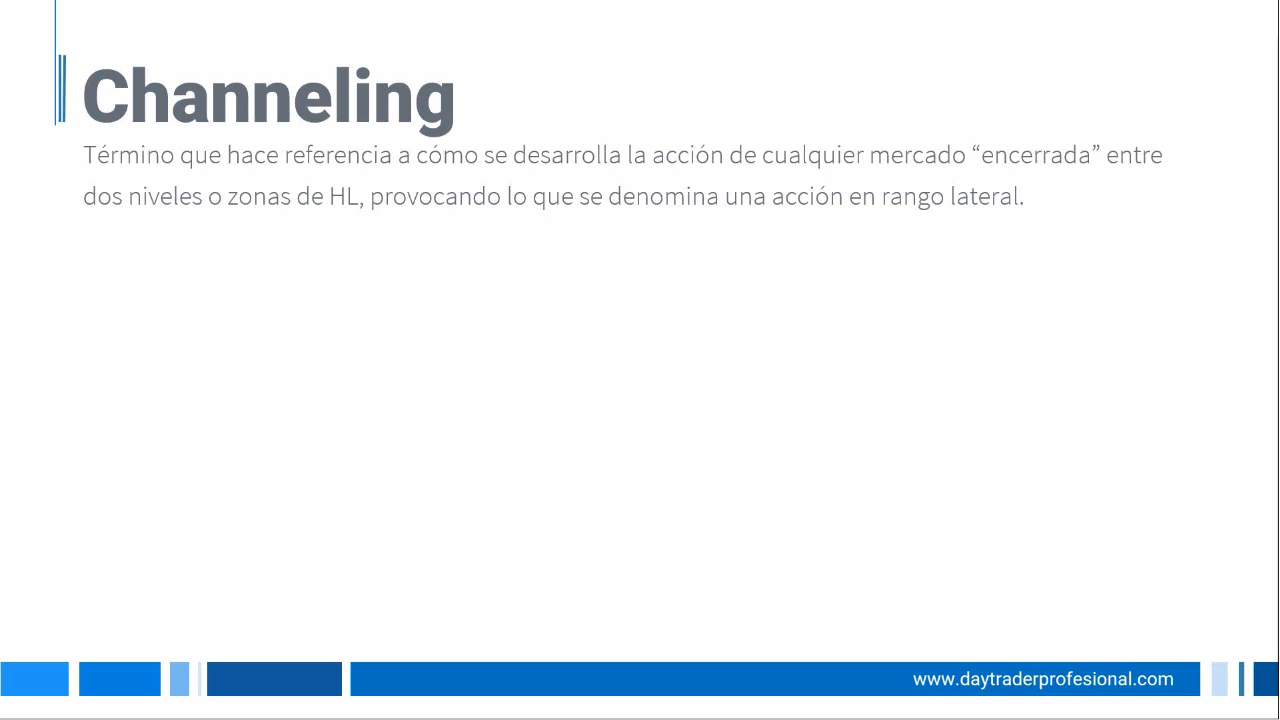 Channeling
Término que hace referencia a cómo se desarrolla la acción de cualquier mercado “encerrada” entre
dos niveles o zonas de HL, provocando lo que se denomina una acción en rango lateral.
www.daytraderprofesional.com